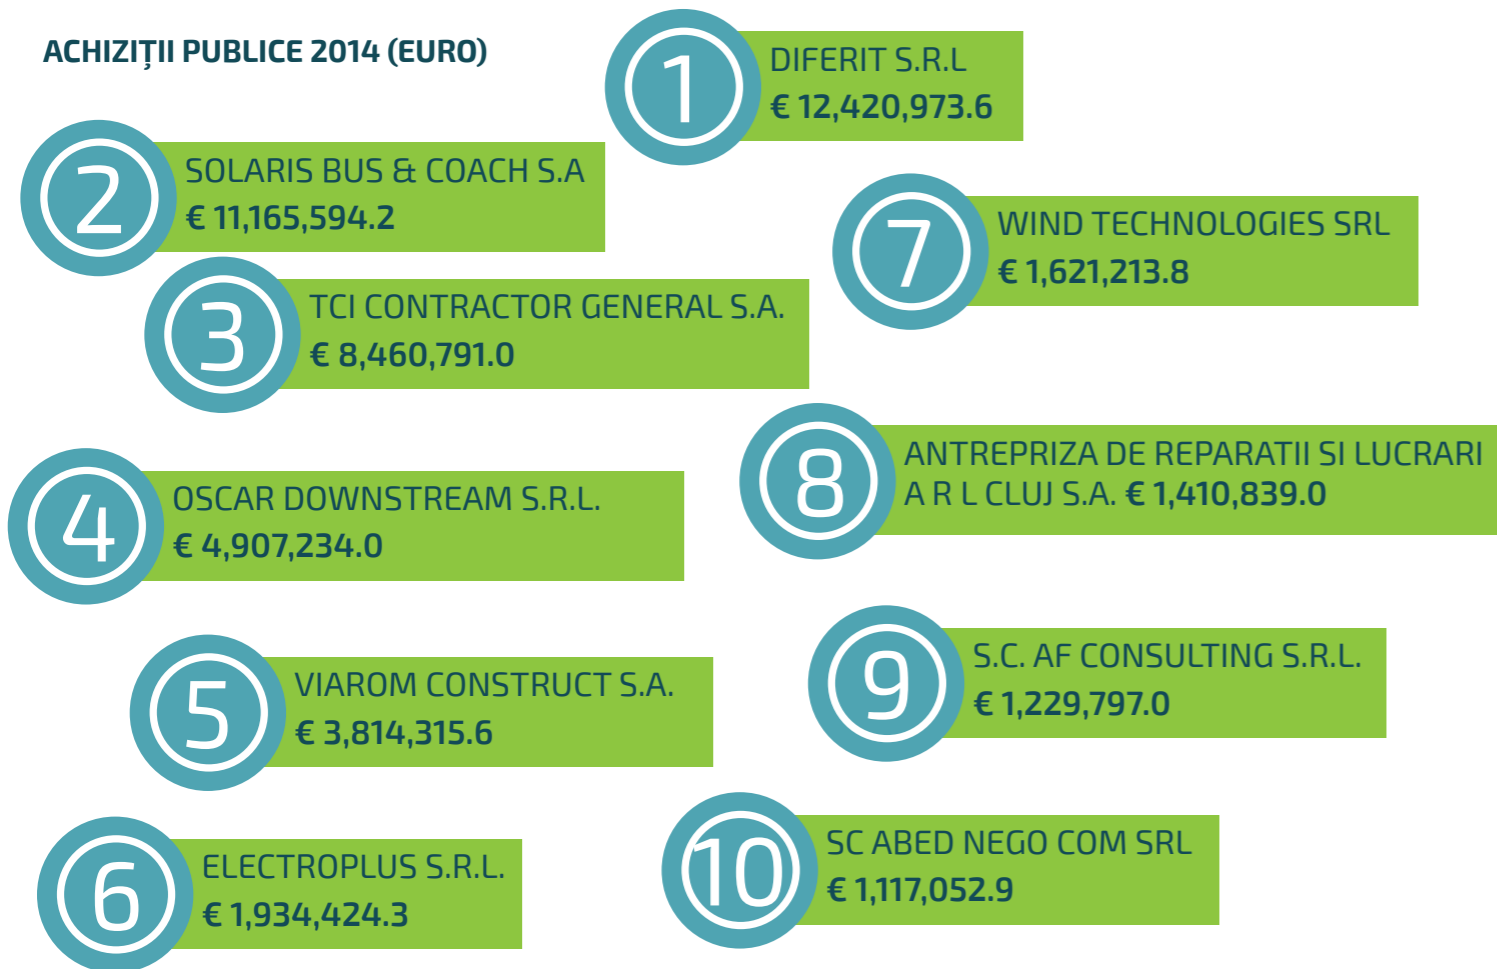 ACHIZIȚII PUBLICE 2014 (EURO)
1
DIFERIT S.R.L
€ 12,420,973.6
2
SOLARIS BUS & COACH S.A
€ 11,165,594.2
3
TCI CONTRACTOR GENERAL S.A.
€ 8,460,791.0
4
OSCAR DOWNSTREAM S.R.L.
€ 4,907,234.0
5
VIAROM CONSTRUCT S.A.
€ 3,814,315.6
6
ELECTROPLUS S.R.L.
€ 1,934,424.3
7
WIND TECHNOLOGIES SRL
€ 1,621,213.8
8
ANTREPRIZA DE REPARATII SI LUCRARI
A R L CLUJ S.A. € 1,410,839.0
9
S.C. AF CONSULTING S.R.L.
€ 1,229,797.0
10
SC ABED NEGO COM SRL
€ 1,117,052.9